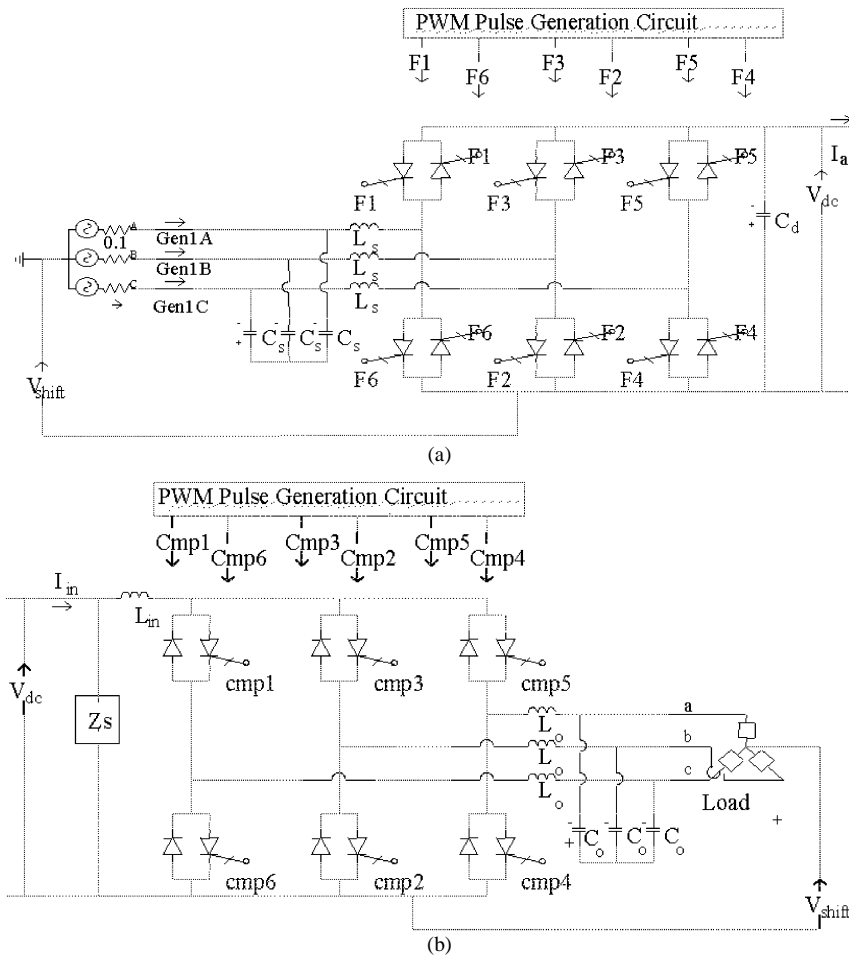 PWM Pulse Generation Circuit
F1 F6 F3 F2 F5 F4
I a
F1 F3 F5
V dc
F1 F3 F5
C d
A
0.1 Gen1A L s
B
Gen1B L s
C
Gen1C L s
- + C s - C s - C s
F6 F2 F4
F6 F2 F4
V shift
(a)
PWM Pulse Generation Circuit
Cmp1 Cmp6 Cmp3 Cmp2 Cmp5 Cmp4
I in
L in
cmp1 cmp3 cmp5
V dc
Zs
a
L o
b
L o
c
L o
Load
+
- + C o - C o - C o
cmp6 cmp2 cmp4
V shift
(b)